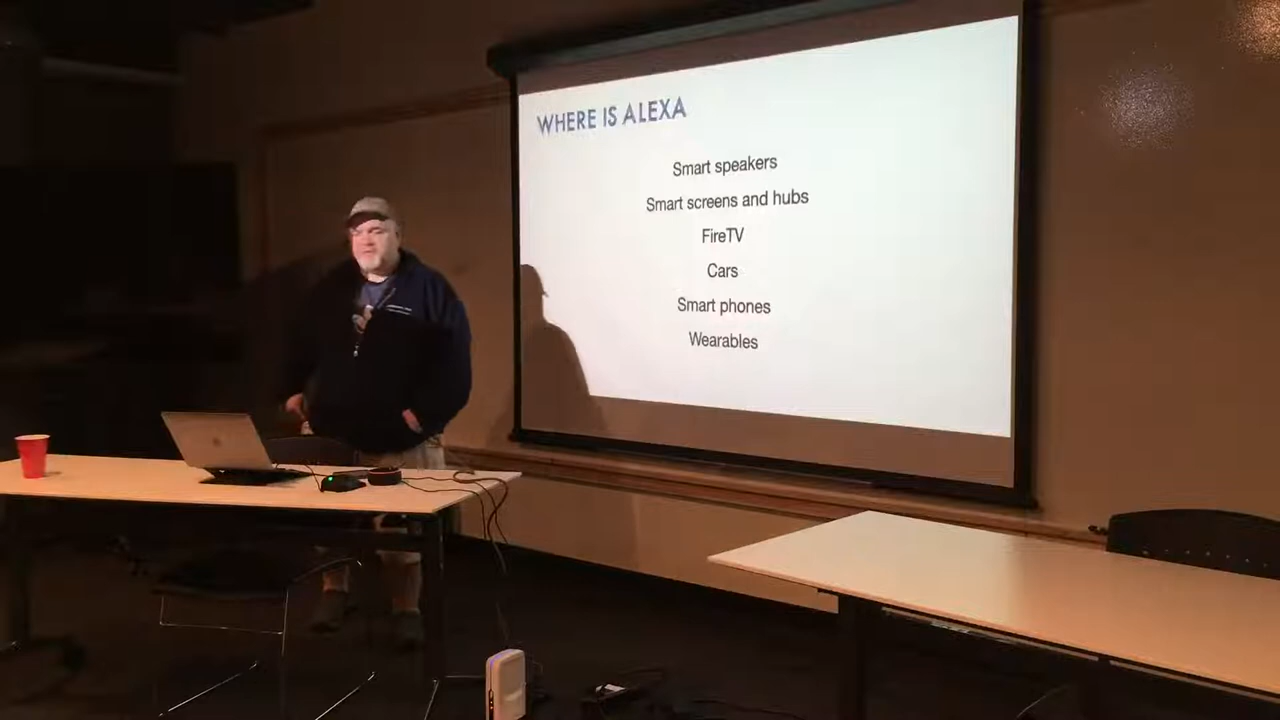 WHERE IS ALEXA
Smart speakers
Smart screens and hubs
FireTV
Cars
Smart phones
Wearables